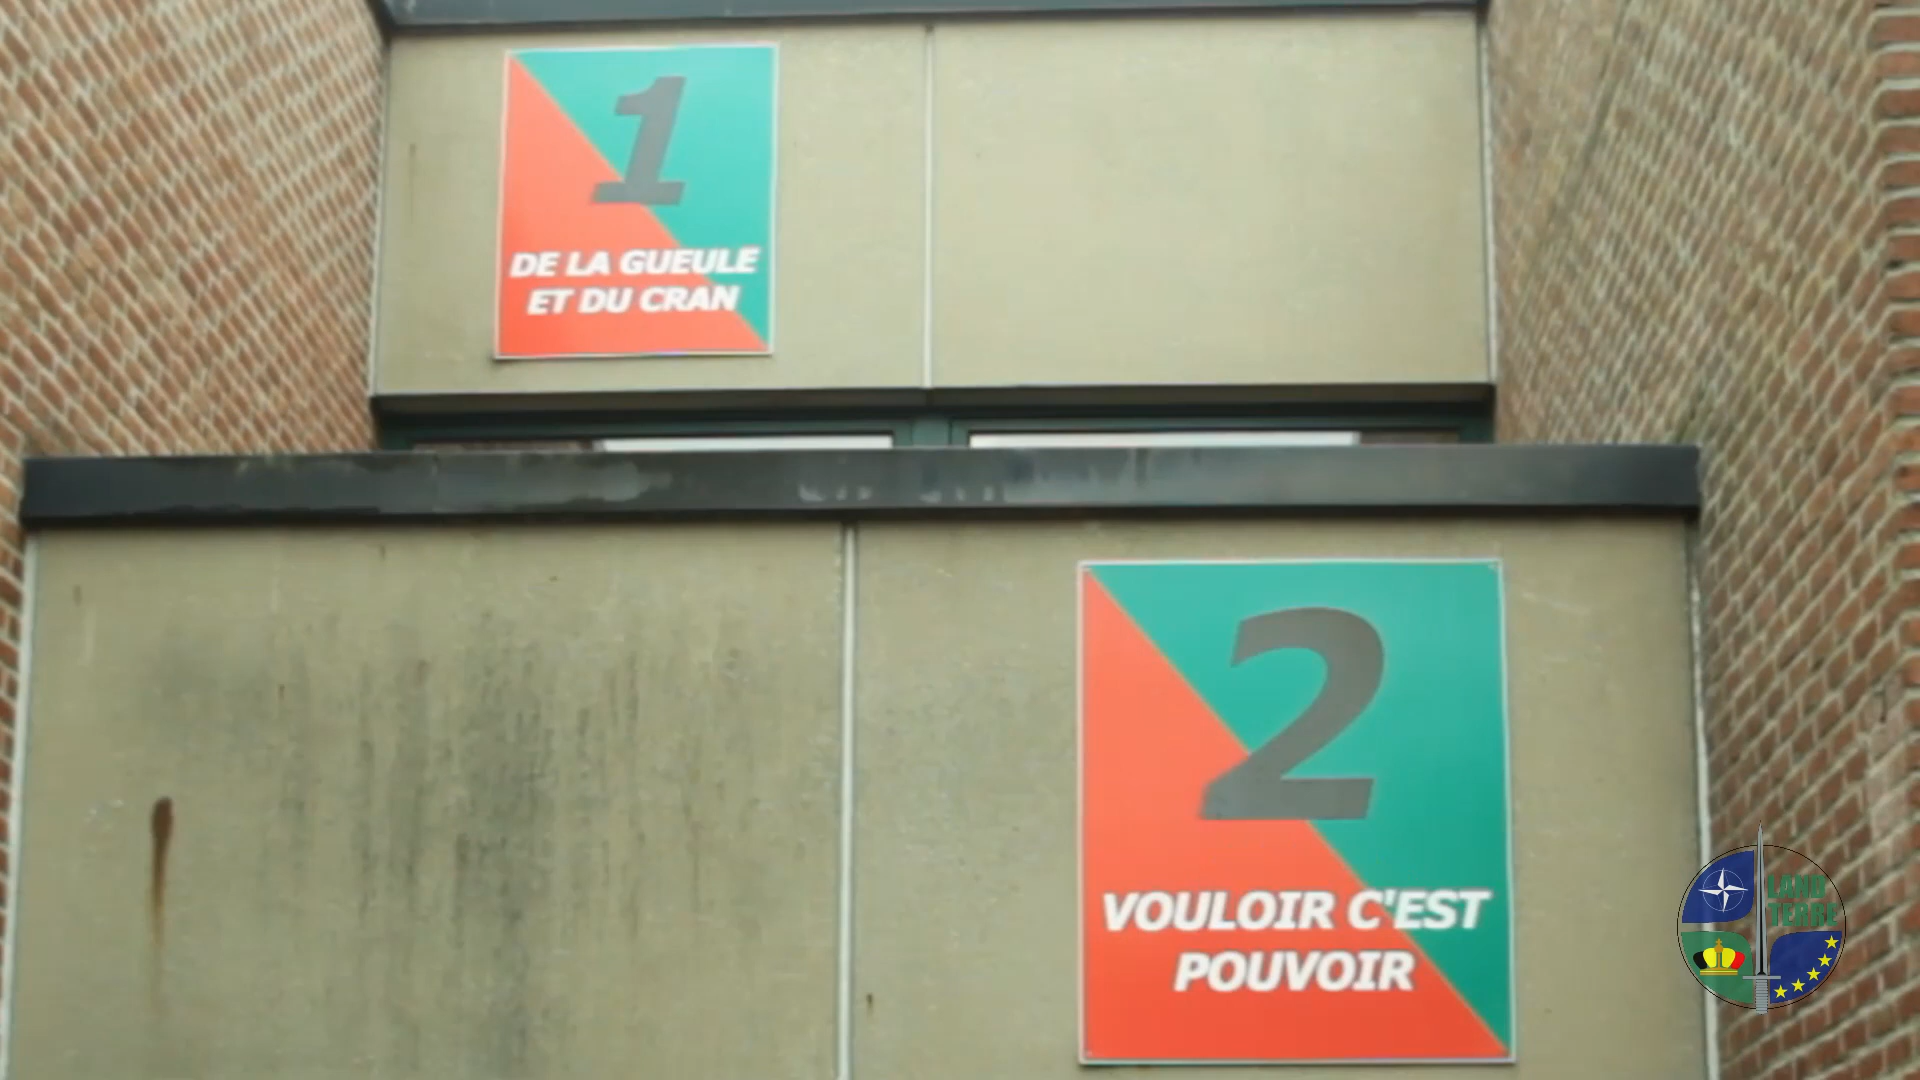 1
DE LA GUEULE
ET DU CRAN
2
VOULOIR C'EST
POUVOIR
LAND
TERRE